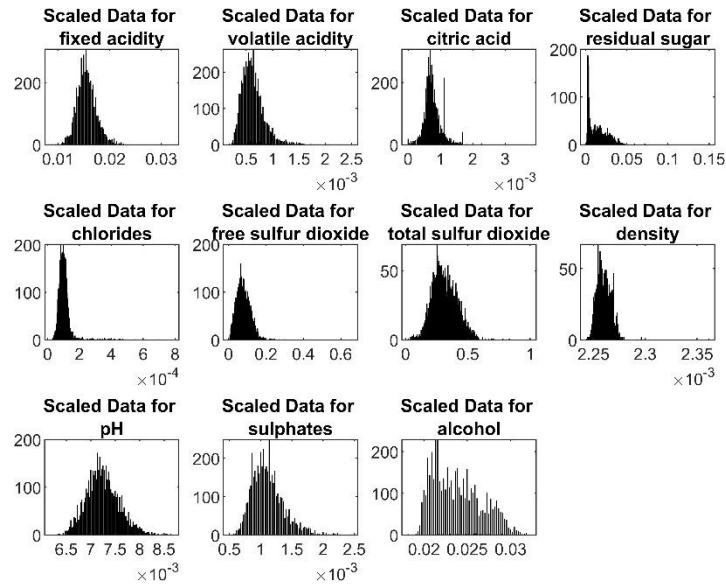 Scaled Data for
fixed acidity
200
100
0
0.01 0.02 0.03
Scaled Data for
volatile acidity
200
100
0
0.5 1 1.5 2 2.5
×10⁻³
Scaled Data for
citric acid
300
200
100
0
0 1 2 3
×10⁻³
Scaled Data for
residual sugar
300
200
100
0
0 0.05 0.1 0.15
Scaled Data for
chlorides
200
100
0
0 2 4 6 8
×10⁻⁴
Scaled Data for
free sulfur dioxide
200
100
0
0 0.2 0.4 0.6
Scaled Data for
total sulfur dioxide
50
0
0 0.5 1
Scaled Data for
density
50
0
2.25 2.3 2.35
×10⁻³
Scaled Data for
pH
200
100
0
6.5 7 7.5 8 8.5
×10⁻³
Scaled Data for
sulphates
200
100
0
0.5 1 1.5 2 2.5
×10⁻³
Scaled Data for
alcohol
200
100
0
0.02 0.025 0.03